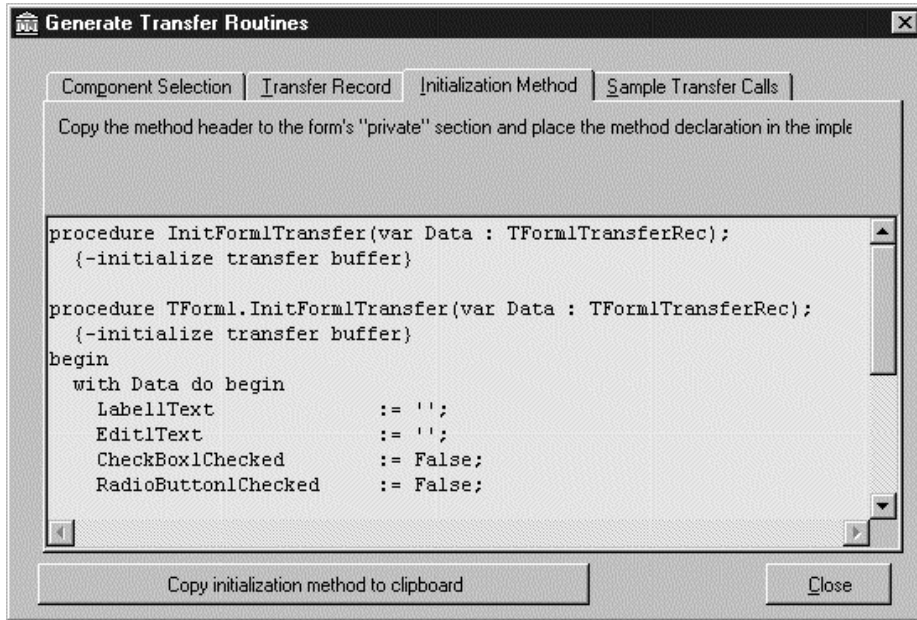 Generate Transfer Routines
Component Selection
Transfer Record
Initialization Method
Sample Transfer Calls
Copy the method header to the form's "private" section and place the method declaration in the imple
procedure InitForm1Transfer(var Data : TForm1TransferRec);
{-initialize transfer buffer}
procedure TForm1.InitForm1Transfer(var Data : TForm1TransferRec);
{-initialize transfer buffer}
begin
with Data do begin
Label1Text := '';
Edit1Text := '';
CheckBox1Checked := False;
RadioButton1Checked := False;
Copy initialization method to clipboard
Close